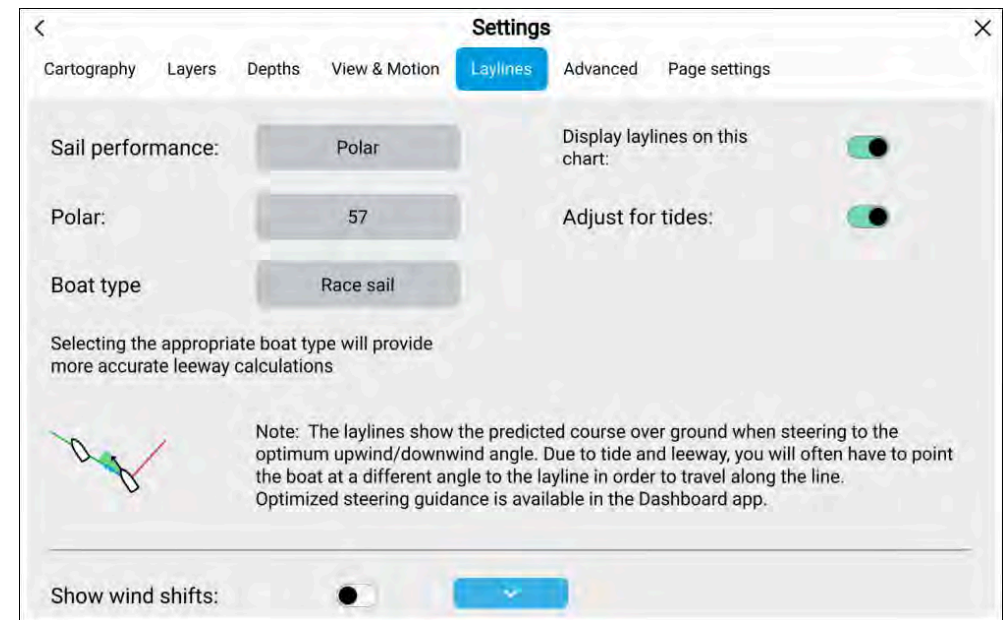 Settings
Cartography Layers Depths View & Motion Laylines Advanced Page settings
Sail performance: Polar
Display laylines on this
chart:
Polar: 57
Adjust for tides:
Boat type Race sail
Selecting the appropriate boat type will provide
more accurate leeway calculations
Note: The laylines show the predicted course over ground when steering to the
optimum upwind/downwind angle. Due to tide and leeway, you will often have to point
the boat at a different angle to the layline in order to travel along the line.
Optimized steering guidance is available in the Dashboard app.
Show wind shifts: